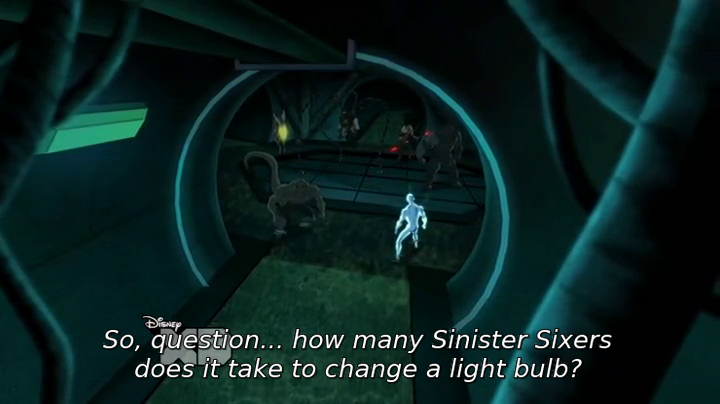 Disney
XD
So, question... how many Sinister Sixers
does it take to change a light bulb?